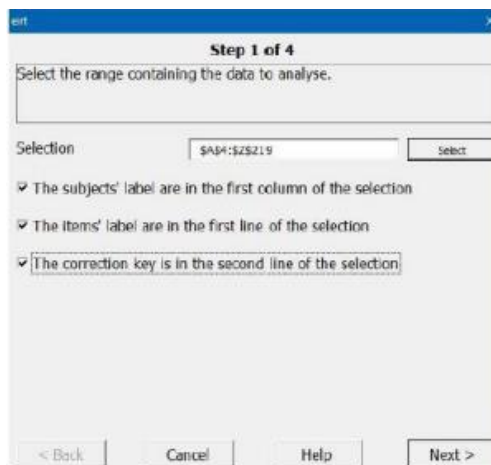 eirt
Step 1 of 4
Select the range containing the data to analyse.
Selection
$A$4:$Z$219
Select
The subjects' label are in the first column of the selection
The items' label are in the first line of the selection
The correction key is in the second line of the selection
< Back
Cancel
Help
Next >